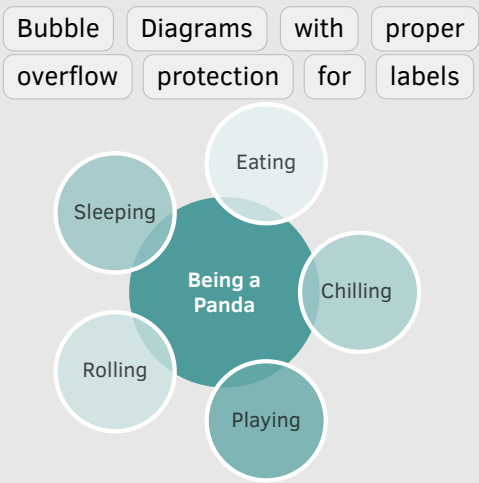 Bubble Diagrams with proper
overflow protection for labels
Eating
Sleeping
Being a
Panda
Chilling
Rolling
Playing